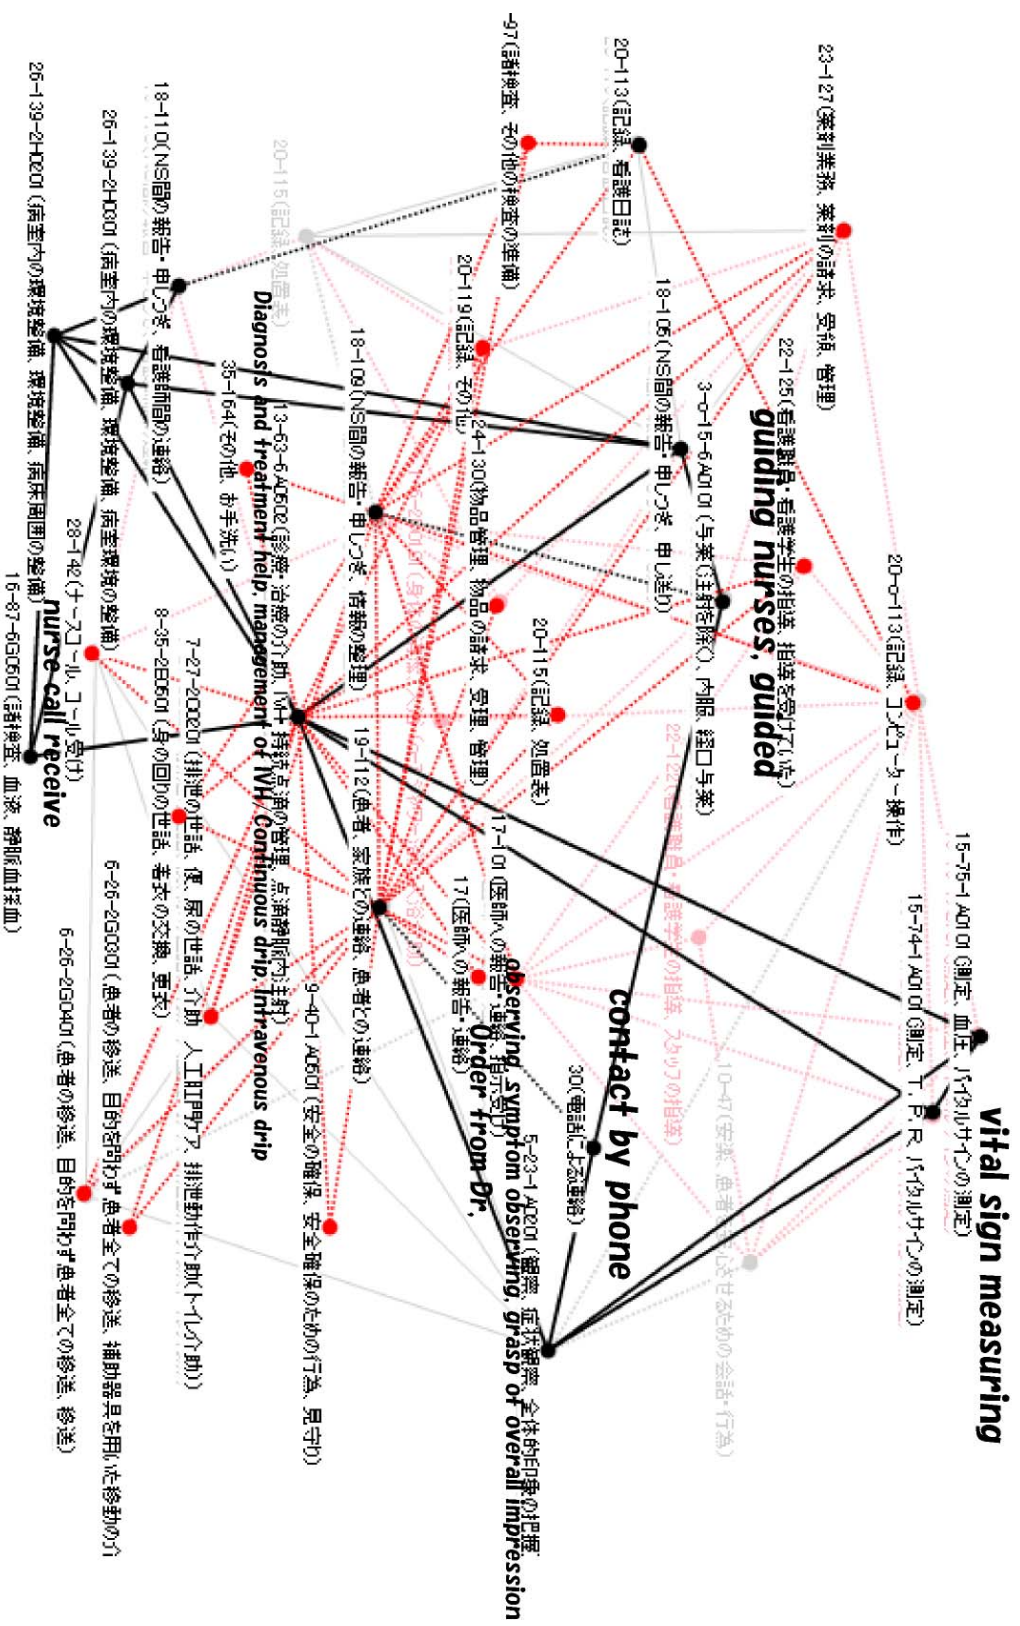 vital sign measuring
15-75-1A0101(測定、血圧、バイタルサインの測定)
15-74-1A0101(測定、T、P、R、バイタルサインの測定)
20-o-113(記録、コンピューター操作)
23-127(薬剤業務、薬剤の請求、受領、管理)
22-125(看護職員・看護学生の指導、指導を受けていた)
guiding nurses, guided
3-o-15-6A0101(与薬(注射を除く)、内服、経口与薬)
18-105(NS間の報告・申しつぎ、申し送り)
20-113(記録、看護日誌)
contact by phone
30(電話による連絡)
20-115(記録、処置表)
-97(諸検査、その他の検査の準備)
5-23-1A0201(観察、症状観察、全体的印象の把握
observing, symptom observing, grasp of overall impression
17-101(医師への報告・連絡、指示受け)
Order from Dr.
17(医師への報告・連絡)
24-130(物品管理、物品の請求、受理、管理)
20-119(記録、その他)
18-109(NS間の報告・申しつぎ、情報の整理)
19-112(患者、家族との連絡、患者との連絡)
9-40-1A0501(安全の確保、安全確保のための行為、見守り)
20-115(記録、処置表)
13-63-6A0502(診療・治療の介助、IVH持続点滴の管理、点滴静脈内注射)
Diagnosis and treatment help, management of IVH Continuous drip, Intravenous drip
35-164(その他、お手洗い)
7-27-2C0201(排泄の世話、便、尿の世話、介助 人工肛門ケア、排泄動作介助(トイレ介助))
18-110(NS間の報告・申しつぎ、看護師間の連絡)
8-35-2E0501(身の回りの世話、着衣の交換、更衣)
26-139-2H0301(病室内の環境整備、環境整備、病室環境の整備)
6-26-2G0301(患者の移送、目的を問わず患者全ての移送、補助器具を用いた移動の介
28-142(ナースコール、コール受け)
6-26-2G0401(患者の移送、目的を問わず患者全ての移送、移送)
nurse call receive
26-139-2H0201(病室内の環境整備、環境整備、病床周囲の整備)
15-87-6G0501(諸検査、血液、静脈血採血)